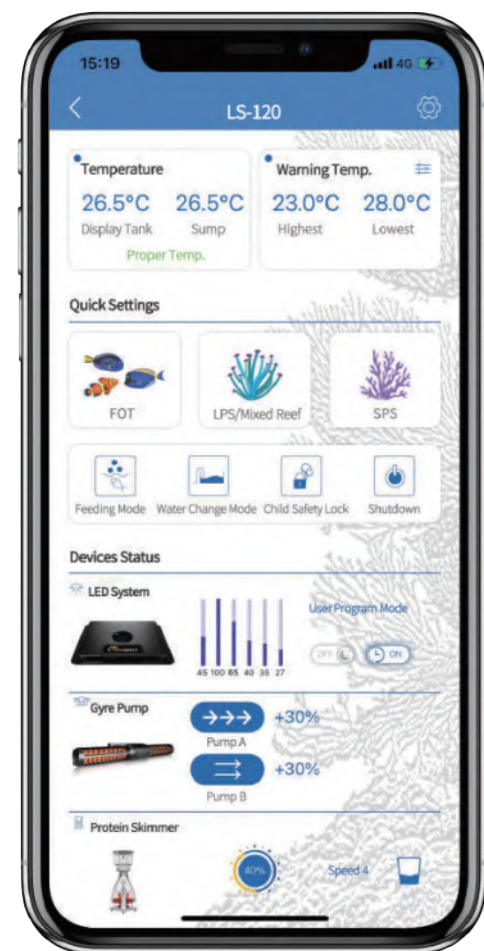 15:19
4G
LS-120
Temperature
Warning Temp.
26.5°C 26.5°C
23.0°C 28.0°C
Display Tank Sump
Highest Lowest
Proper Temp.
Quick Settings
FOT
LPS/Mixed Reef
SPS
Feeding Mode Water Change Mode Child Safety Lock Shutdown
Devices Status
LED System
User Program Mode
OFF ON
45 100 65 40 35 27
Gyre Pump
+30%
Pump A
+30%
Pump B
Protein Skimmer
40%
Speed 4